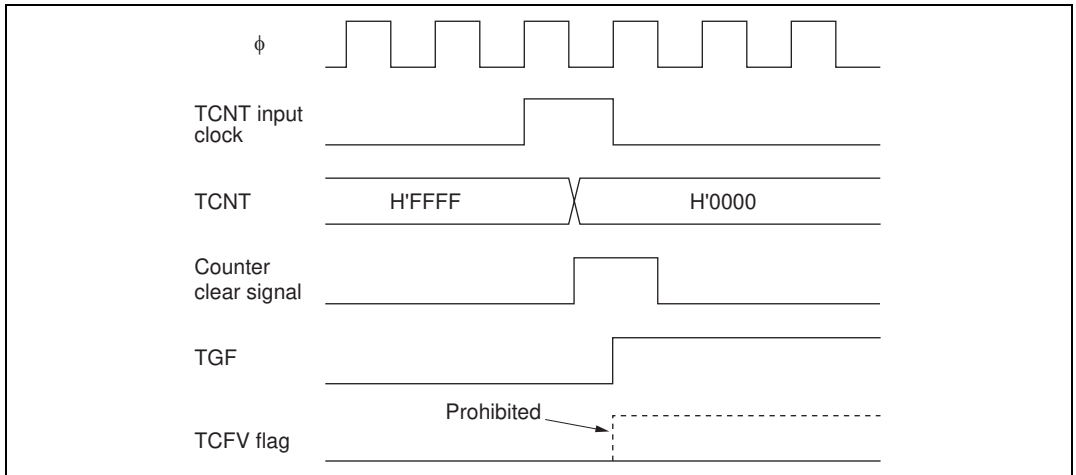 ϕ
TCNT input
clock
TCNT
H'FFFF
H'0000
Counter
clear signal
TGF
Prohibited
TCFV flag